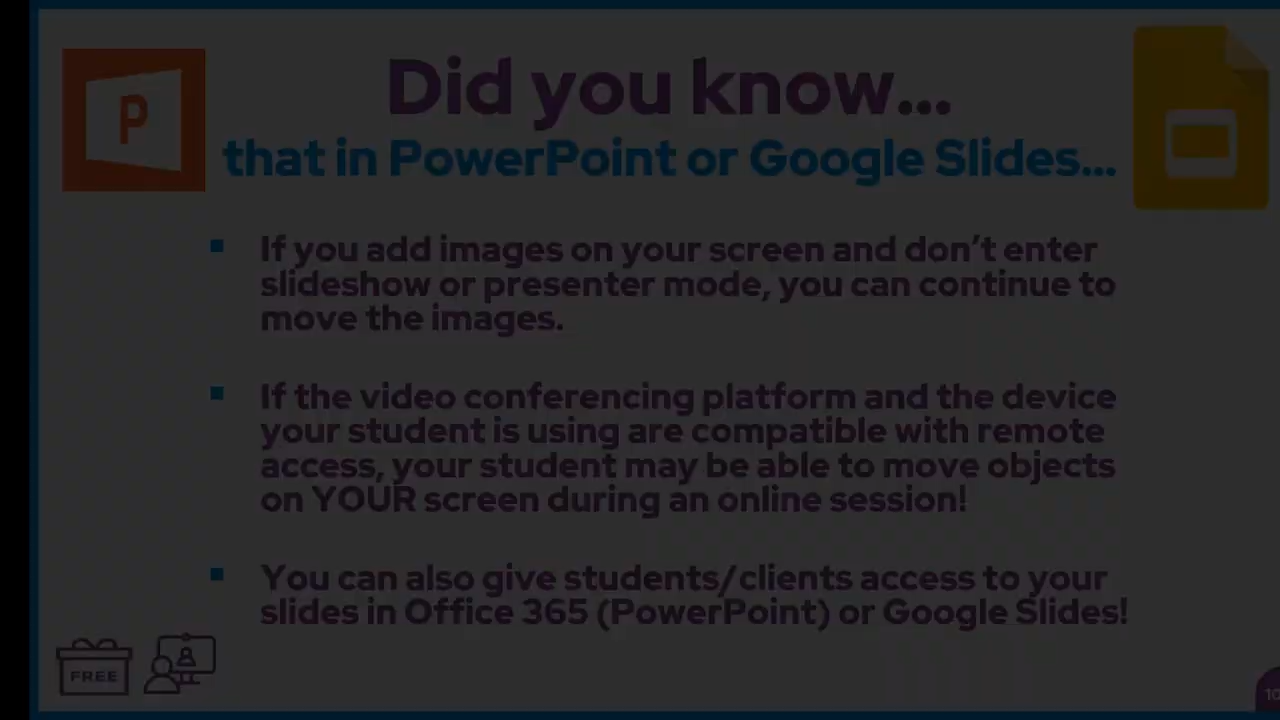 P
Did you know...
that in PowerPoint or Google Slides...
If you add images on your screen and don’t enter
slideshow or presenter mode, you can continue to
move the images.
If the video conferencing platform and the device
your student is using are compatible with remote
access, your student may be able to move objects
on YOUR screen during an online session!
You can also give students/clients access to your
slides in Office 365 (PowerPoint) or Google Slides!
FREE